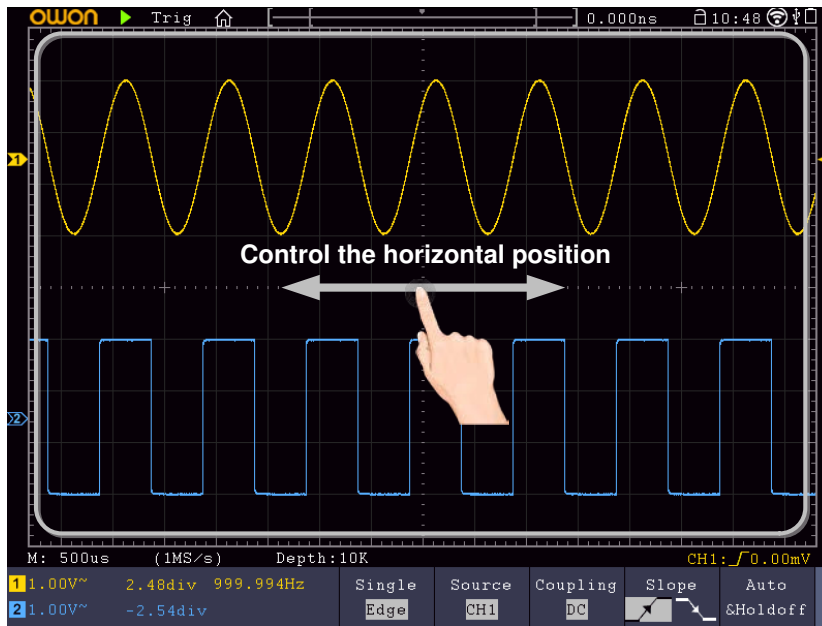 owon Trig 0.000ns 10:48
1
Control the horizontal position
2
M: 500us (1MS/s) Depth:10K CH1: 0.00mV
1 1.00V~ 2.48div 999.994Hz Single Source Coupling Slope Auto
2 1.00V~ -2.54div Edge CH1 DC &Holdoff